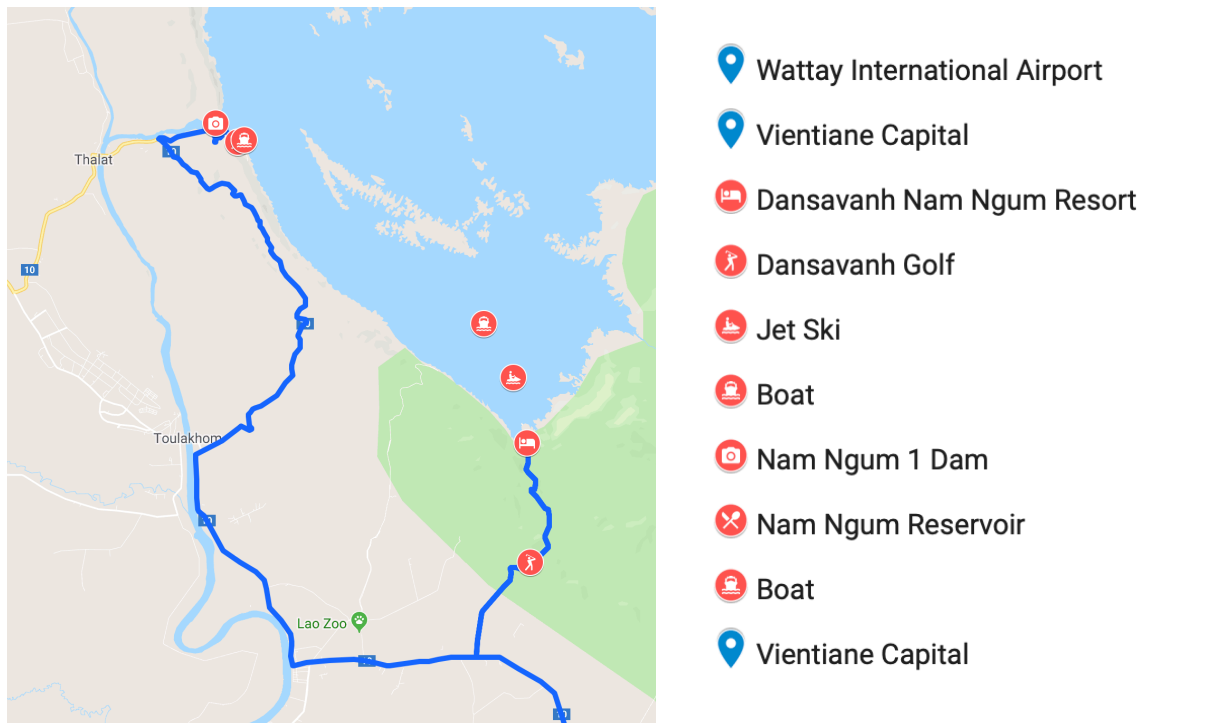 Thalat
10
Toulakhom
Lao Zoo
Wattay International Airport
Vientiane Capital
Dansavanh Nam Ngum Resort
Dansavanh Golf
Jet Ski
Boat
Nam Ngum 1 Dam
Nam Ngum Reservoir
Boat
Vientiane Capital